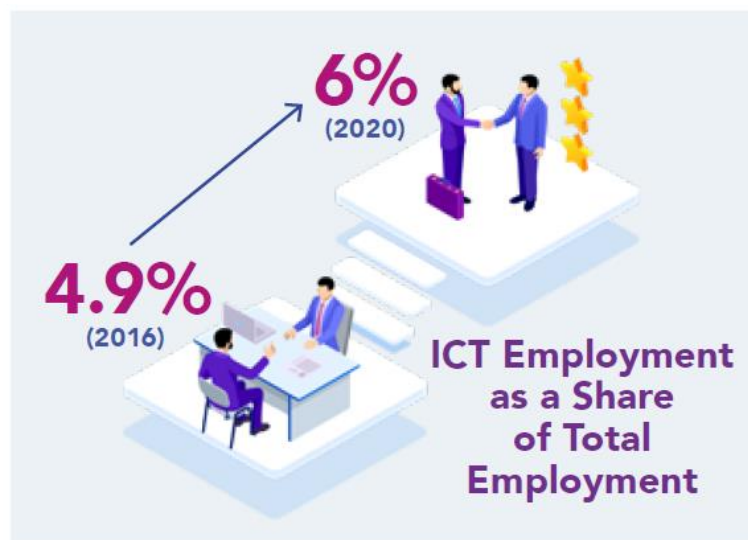 6%
(2020)
4.9%
(2016)
ICT Employment
as a Share
of Total
Employment